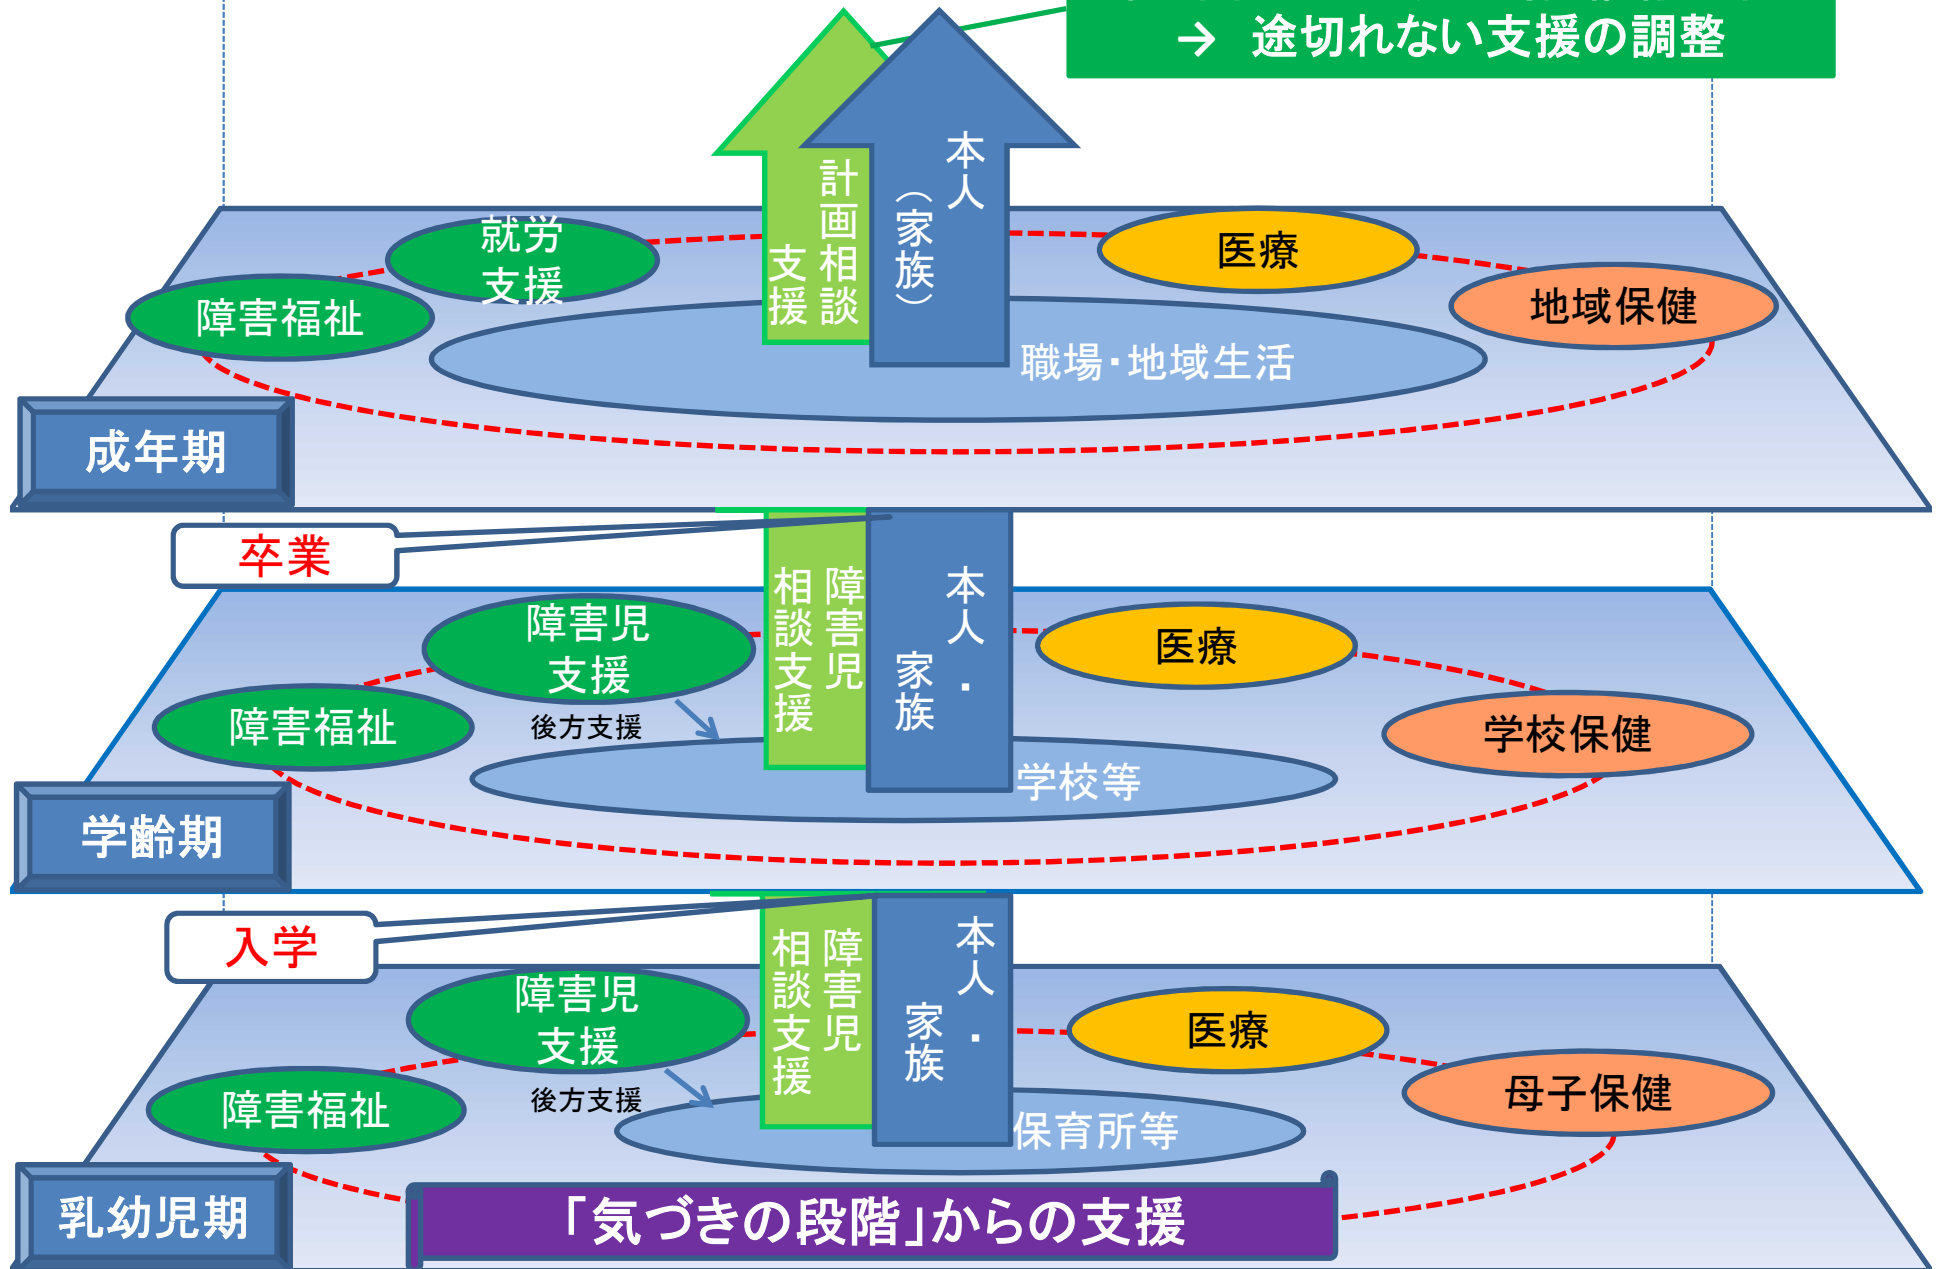 → 途切れない支援の調整
本人
(家族)
計画相談
支援
就労
支援
医療
障害福祉
地域保健
職場・地域生活
成年期
卒業
障害児
相談支援
本人・
家族
障害児
支援
医療
障害福祉
後方支援
学校保健
学校等
学齢期
入学
障害児
相談支援
本人・
家族
障害児
支援
医療
障害福祉
後方支援
母子保健
保育所等
乳幼児期
「気づきの段階」からの支援